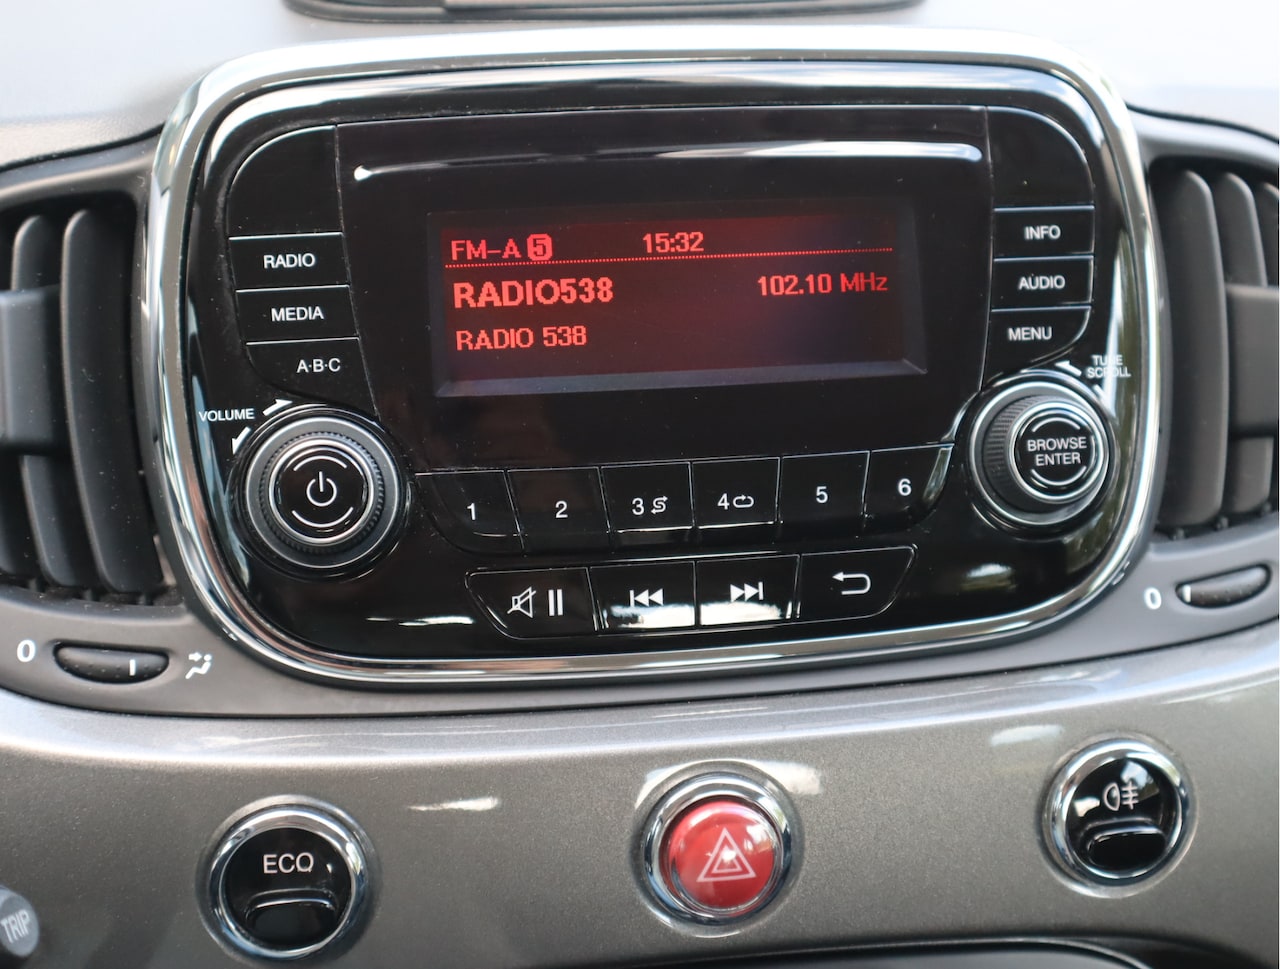 FM-A 5 15:32
RADIO538 102.10 MHz
RADIO 538
RADIO
MEDIA
A·B·C
VOLUME
INFO
AUDIO
MENU
TUNE
SCROLL
BROWSE
ENTER
1 2 3 4 5 6
0
0
ECO
TRIP